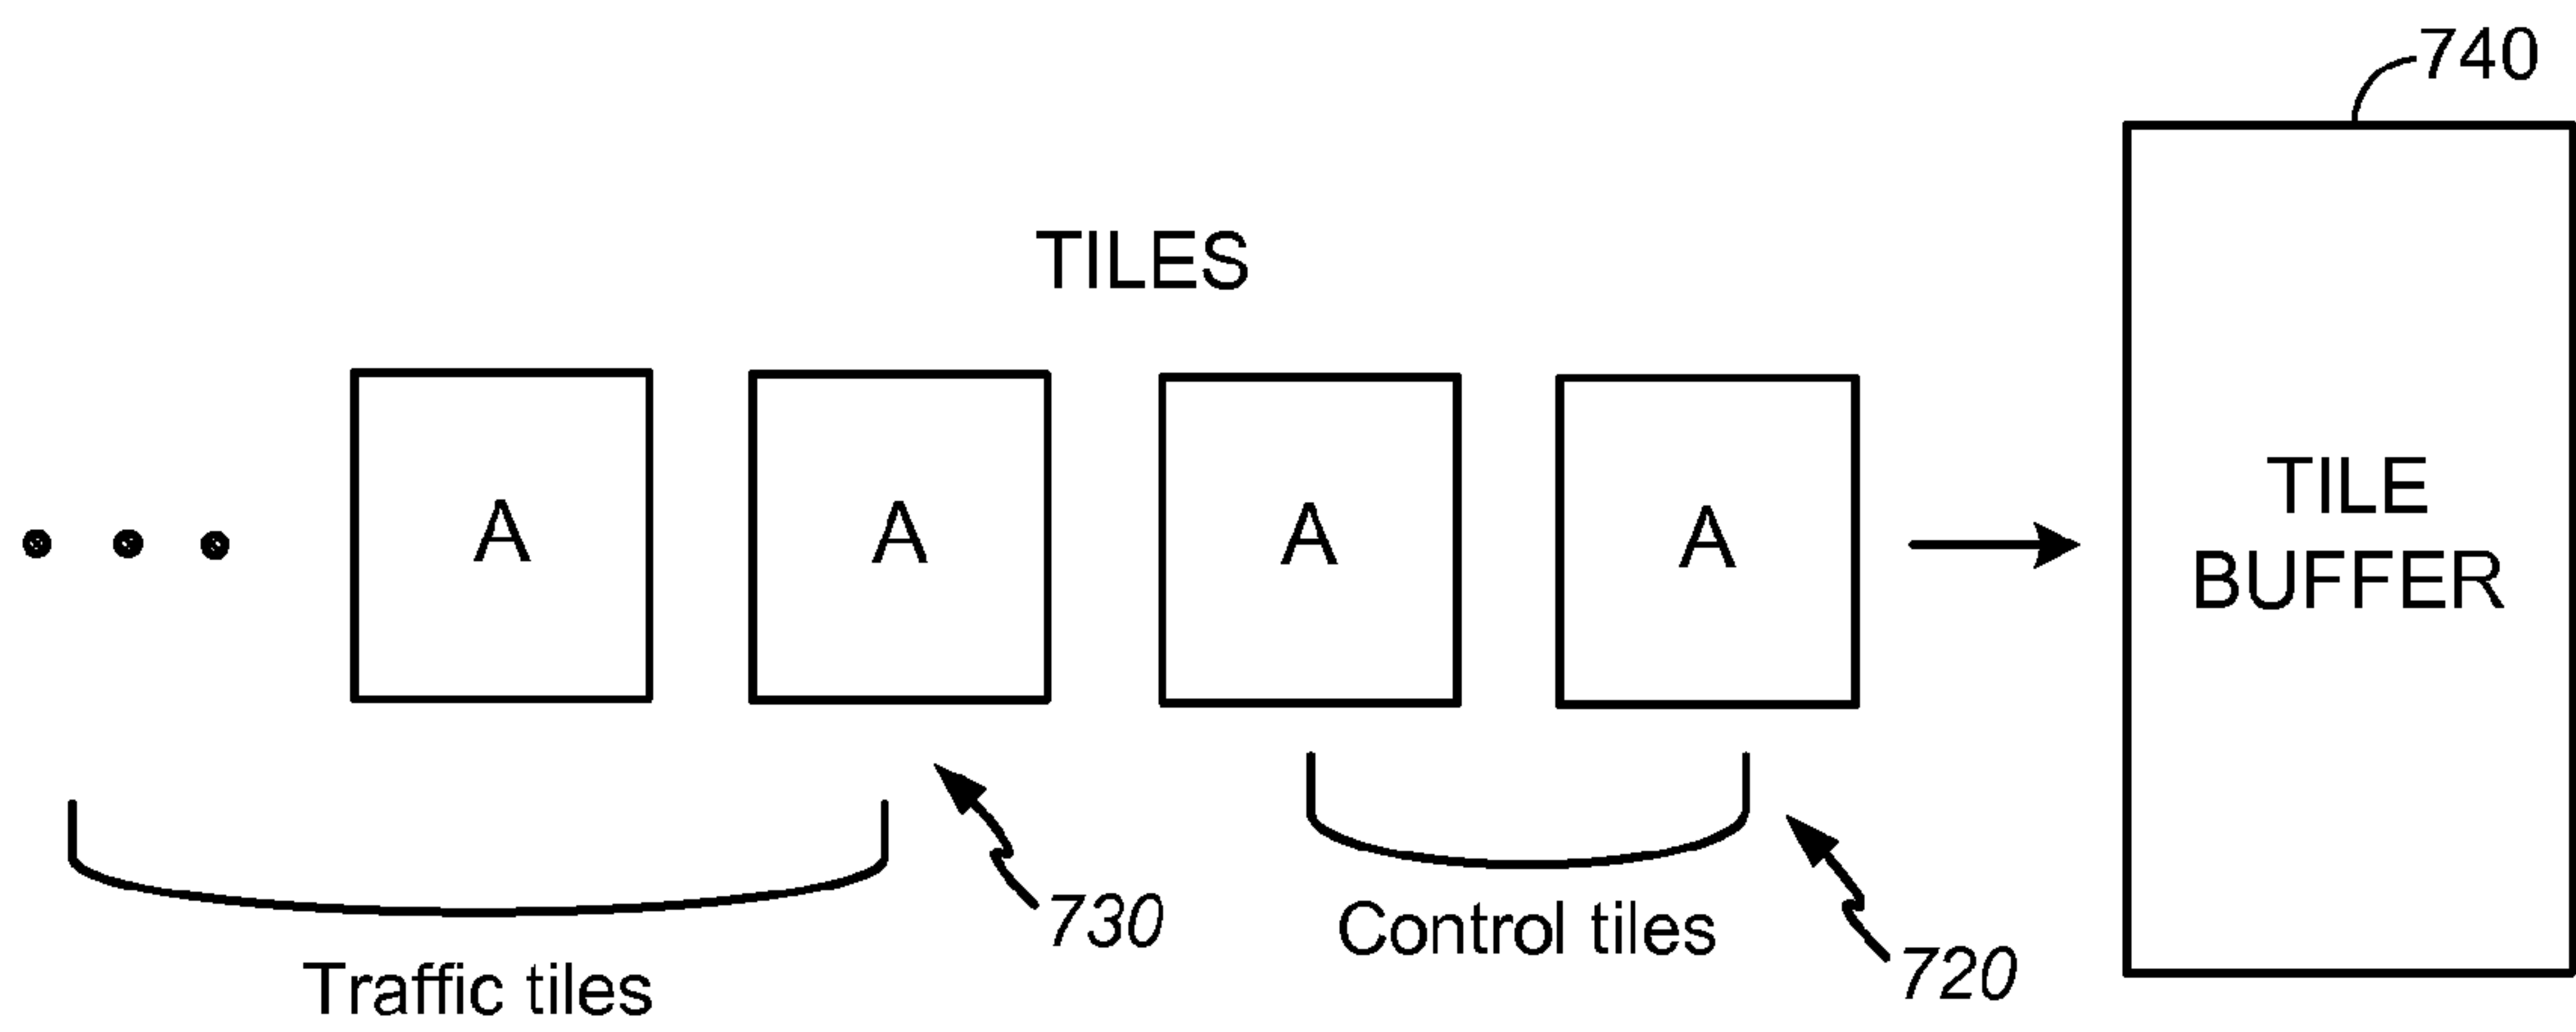 740
TILES
A A A A
TILE
BUFFER
730
Control tiles
720
Traffic tiles